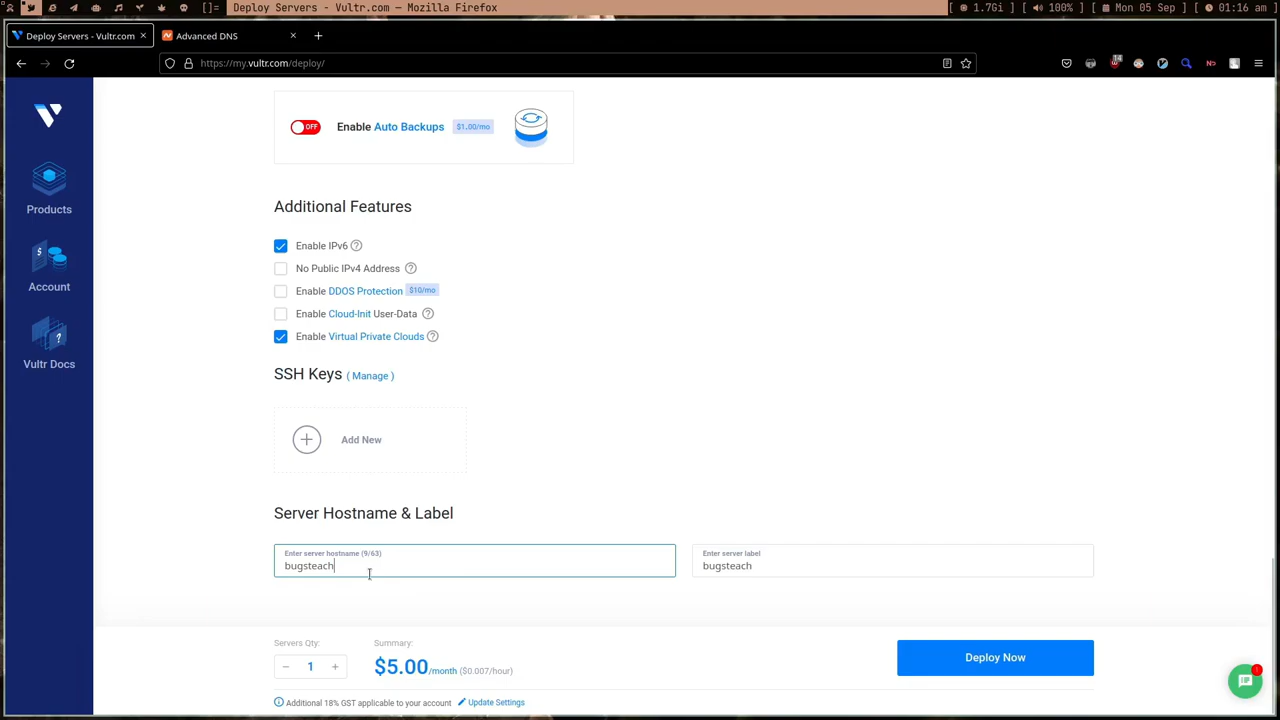 []= Deploy Servers - Vultr.com — Mozilla Firefox [ 1.7Gi ] [ 100% ] [ Mon 05 Sep ] [ 01:16 am ]
Deploy Servers - Vultr.com × Advanced DNS × +
https://my.vultr.com/deploy/ 14
OFF Enable Auto Backups $1.00/mo
Products
Additional Features
Enable IPv6 ?
No Public IPv4 Address ?
Account
Enable DDOS Protection $10/mo
Enable Cloud-Init User-Data ?
Enable Virtual Private Clouds ?
Vultr Docs
SSH Keys ( Manage )
Add New
Server Hostname & Label
Enter server hostname (9/63) Enter server label
bugsteach bugsteach
Servers Qty: Summary:
− 1 + $5.00/month ($0.007/hour) Deploy Now
Additional 18% GST applicable to your account Update Settings